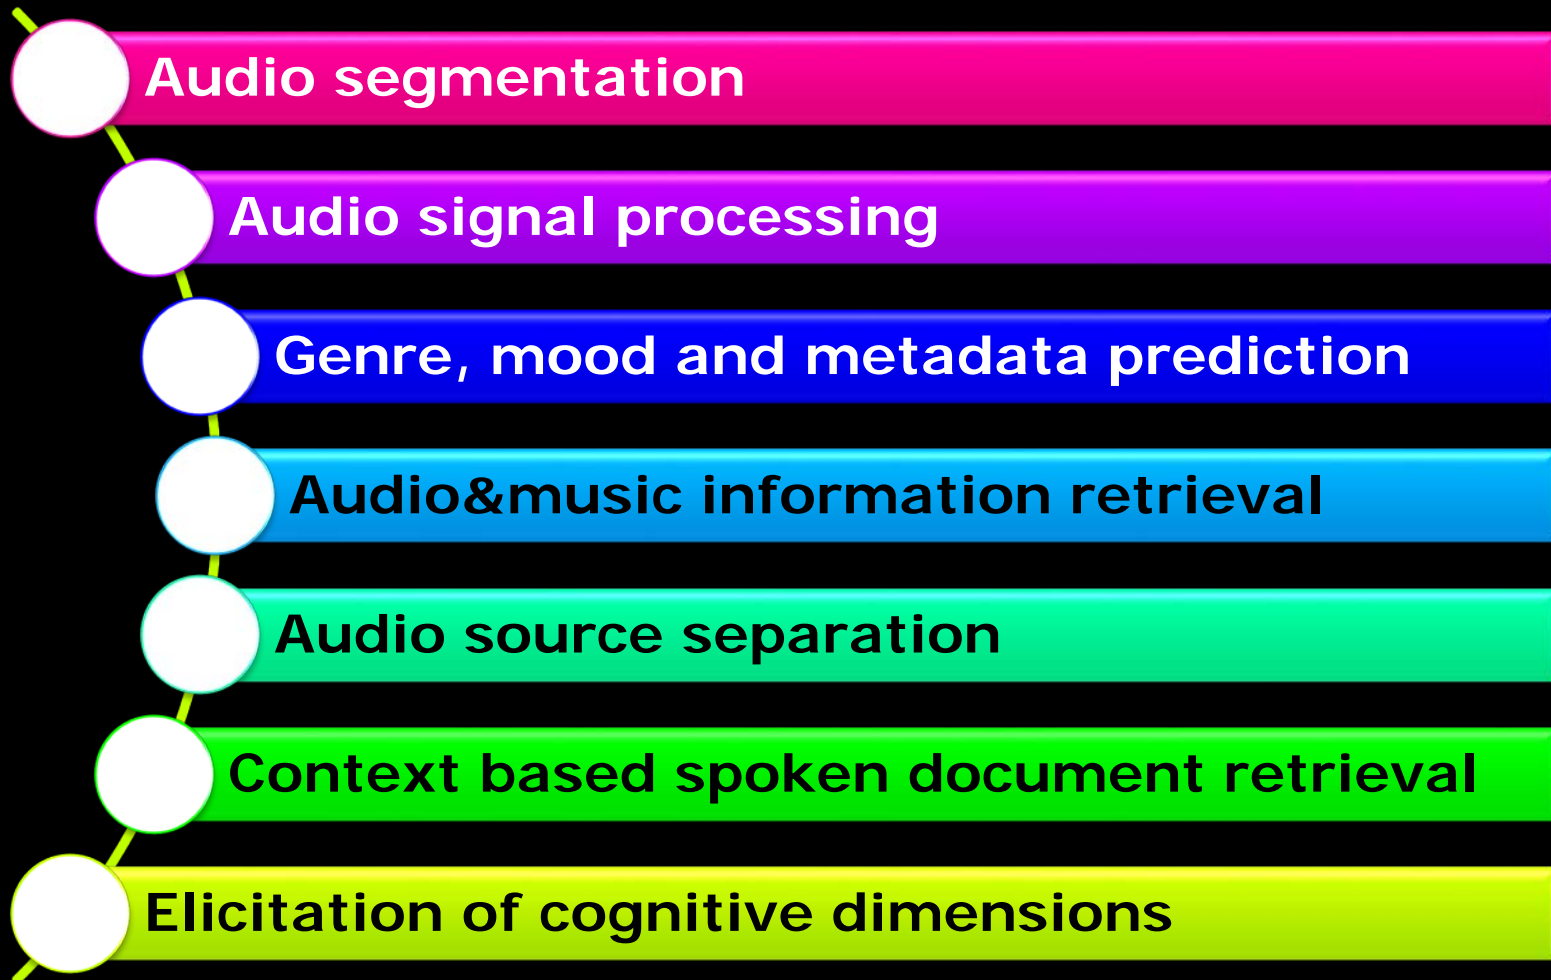 Audio segmentation
Audio signal processing
Genre, mood and metadata prediction
Audio&music information retrieval
Audio source separation
Context based spoken document retrieval
Elicitation of cognitive dimensions